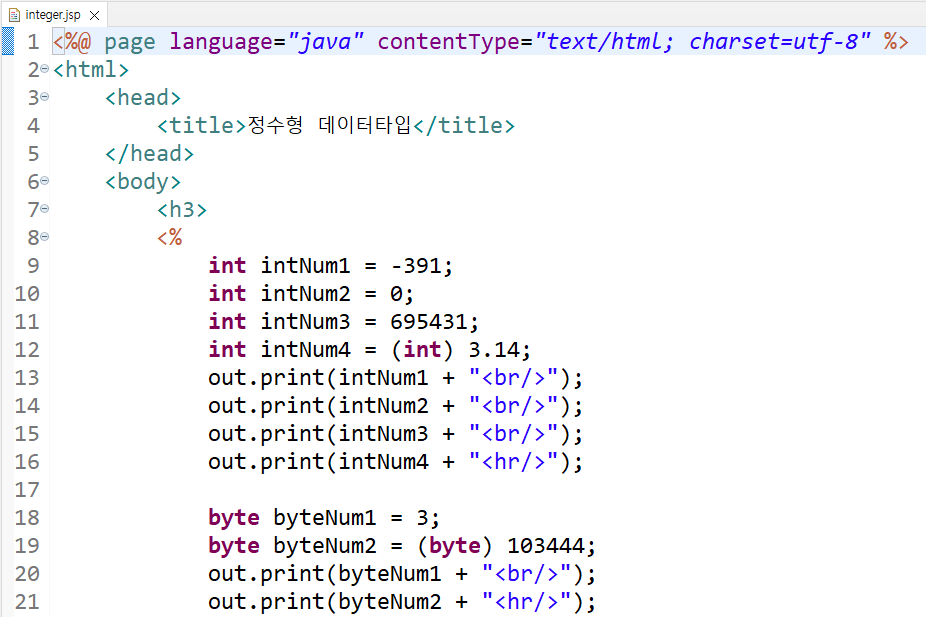 integer.jsp
1 <%@ page language="java" contentType="text/html; charset=utf-8" %>
2 <html>
3     <head>
4         <title>정수형 데이터타입</title>
5     </head>
6     <body>
7         <h3>
8         <%
9             int intNum1 = -391;
10             int intNum2 = 0;
11             int intNum3 = 695431;
12             int intNum4 = (int) 3.14;
13             out.print(intNum1 + "<br/>");
14             out.print(intNum2 + "<br/>");
15             out.print(intNum3 + "<br/>");
16             out.print(intNum4 + "<hr/>");
17
18             byte byteNum1 = 3;
19             byte byteNum2 = (byte) 103444;
20             out.print(byteNum1 + "<br/>");
21             out.print(byteNum2 + "<hr/>");